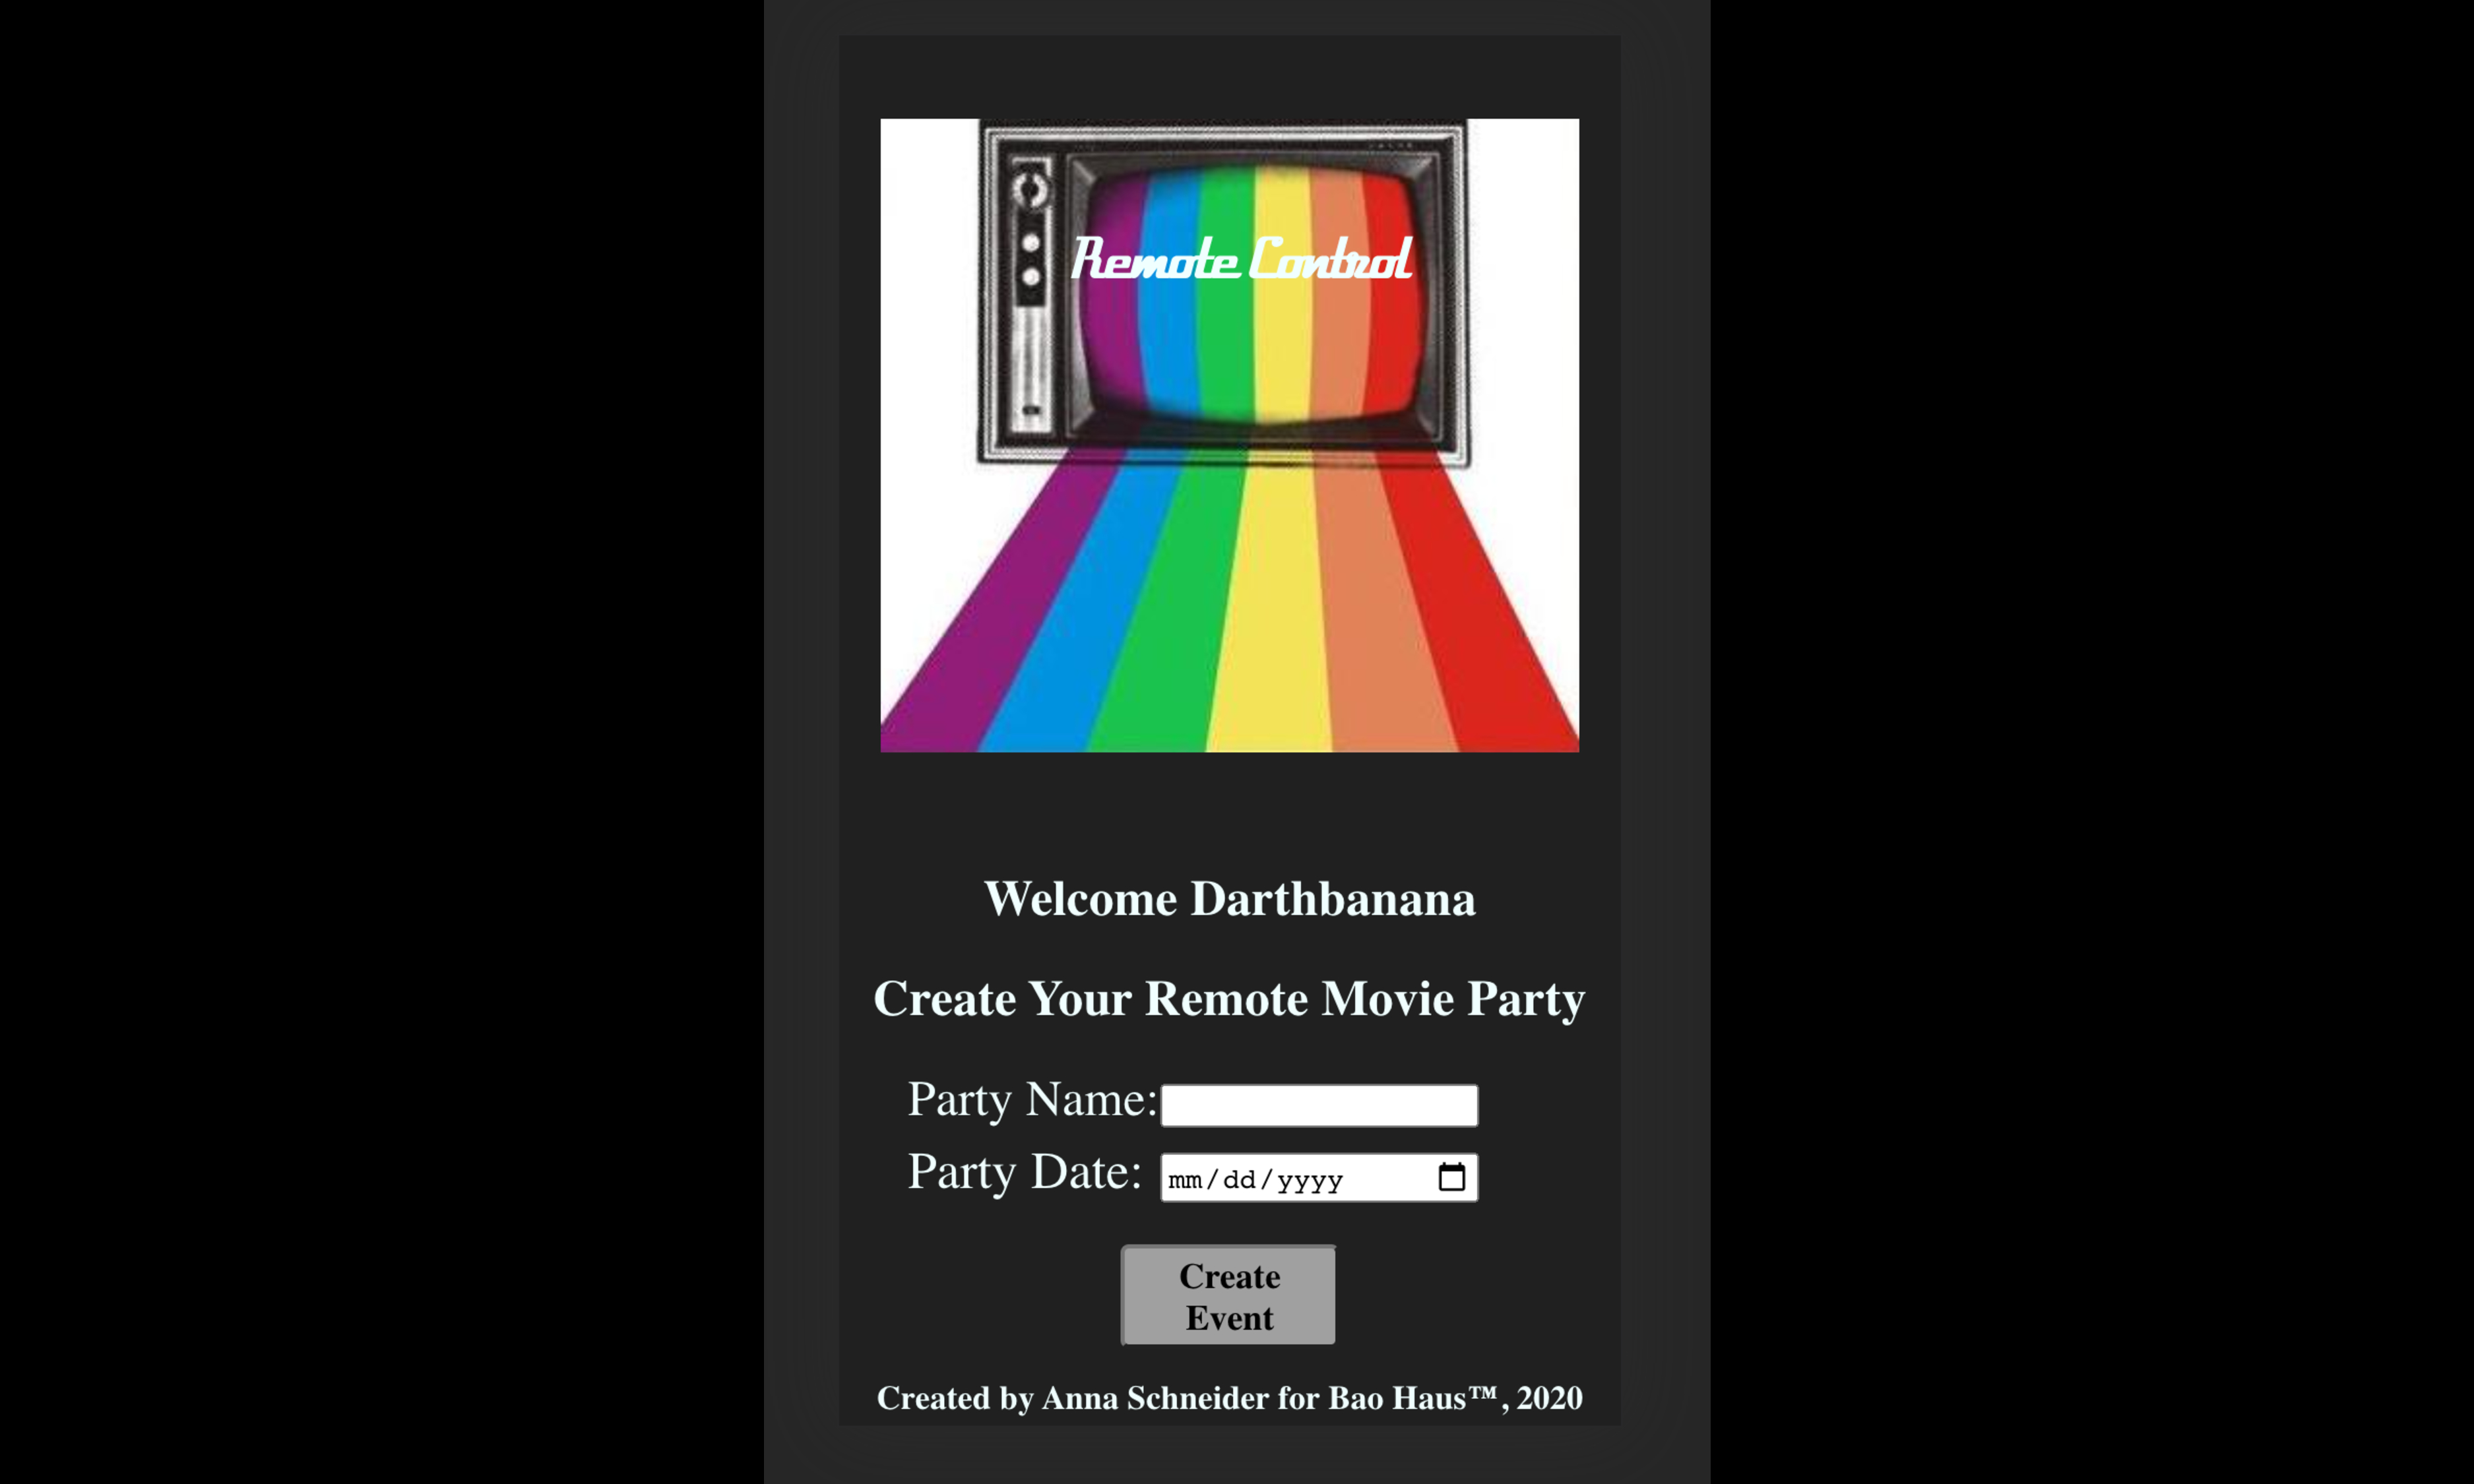 Remote Control
Welcome Darthbanana
Create Your Remote Movie Party
Party Name:
Party Date: mm/dd/yyyy
Create
Event
Created by Anna Schneider for Bao Haus™, 2020